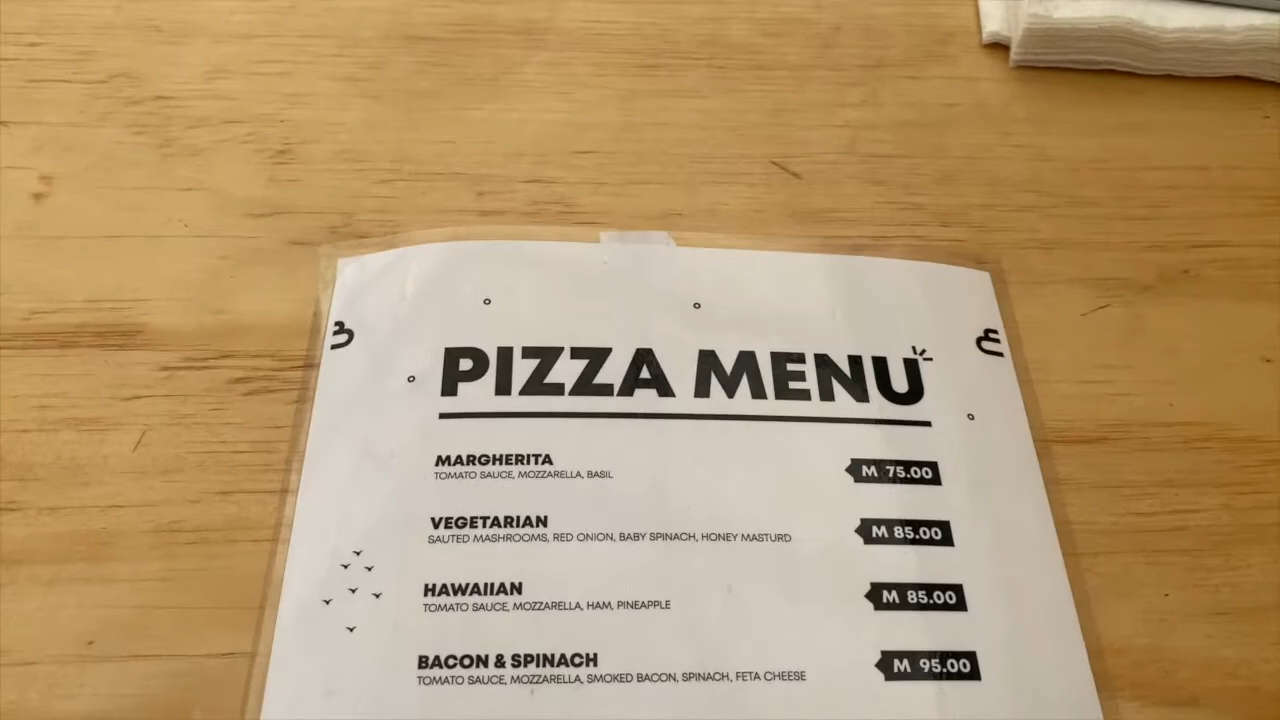 PIZZA MENU
MARGHERITA
TOMATO SAUCE, MOZZARELLA, BASIL
M 75.00
VEGETARIAN
SAUTED MASHROOMS, RED ONION, BABY SPINACH, HONEY MASTURD
M 85.00
HAWAIIAN
TOMATO SAUCE, MOZZARELLA, HAM, PINEAPPLE
M 85.00
BACON & SPINACH
TOMATO SAUCE, MOZZARELLA, SMOKED BACON, SPINACH, FETA CHEESE
M 95.00